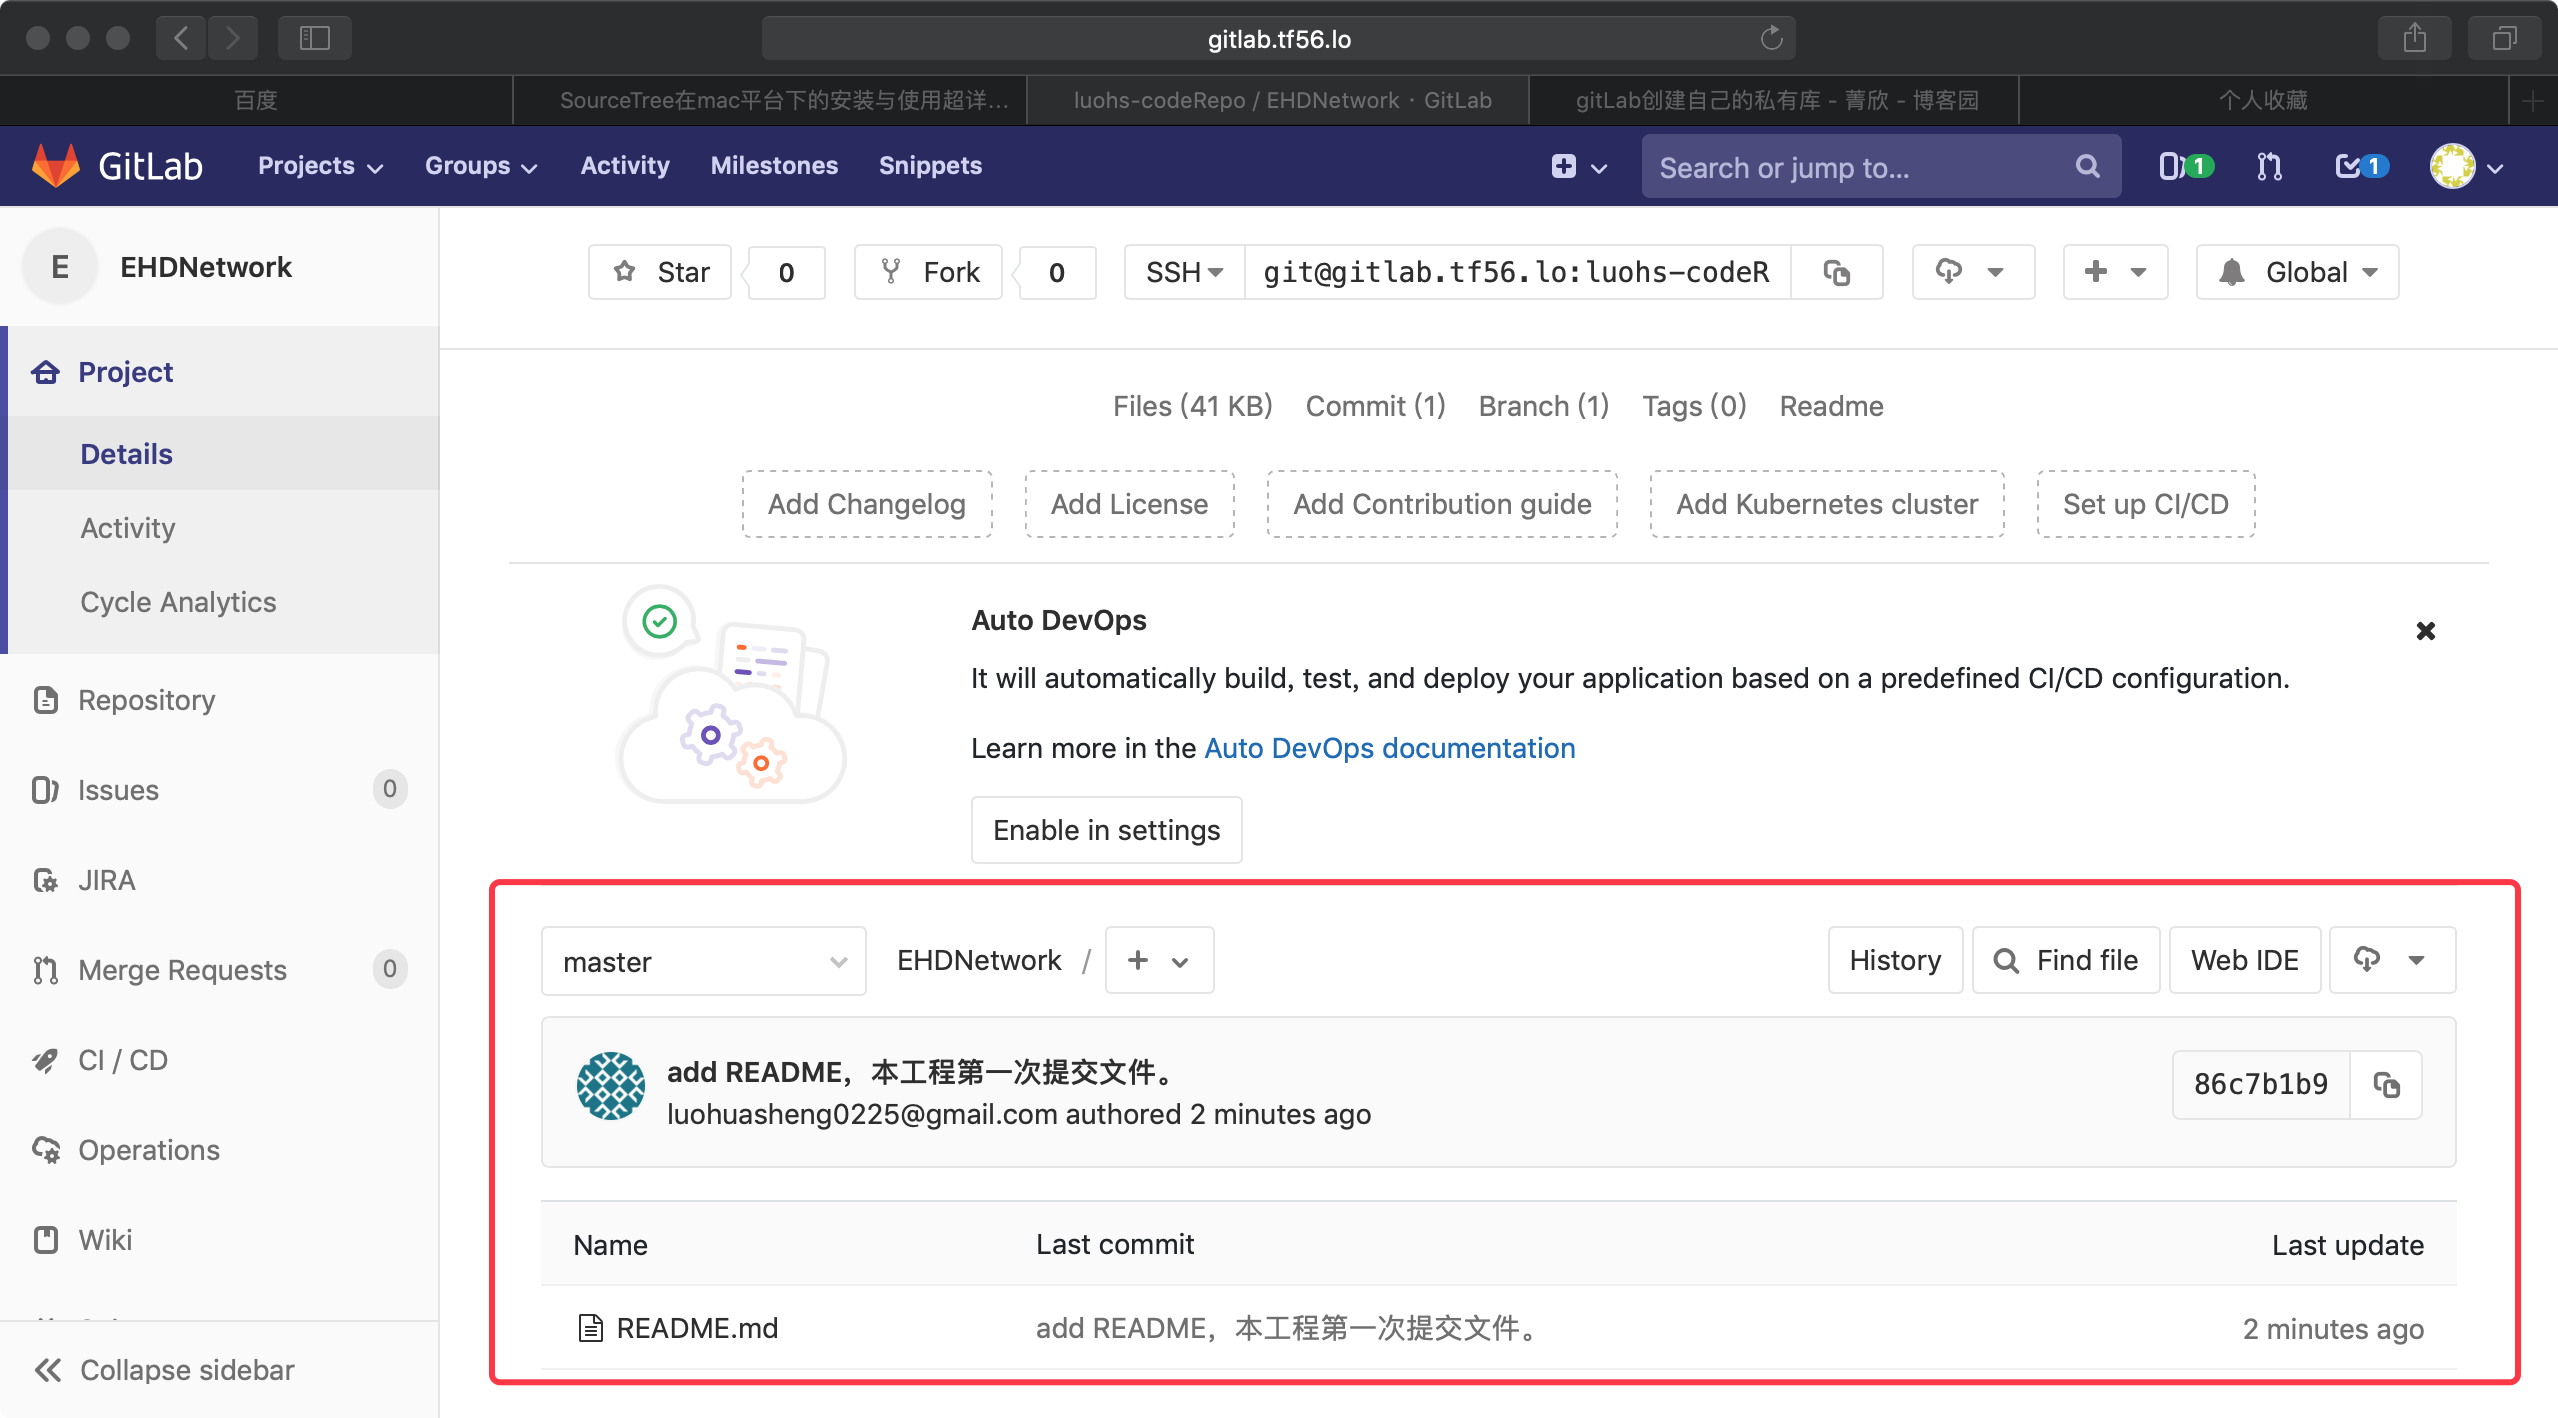 gitlab.tf56.lo
百度
SourceTree在mac平台下的安装与使用超详...
luohs-codeRepo / EHDNetwork · GitLab
gitLab创建自己的私有库 - 菁欣 - 博客园
个人收藏
GitLab
Projects
Groups
Activity
Milestones
Snippets
Search or jump to...
1
1
E
EHDNetwork
Star
0
Fork
0
SSH
git@gitlab.tf56.lo:luohs-codeR
Global
Project
Details
Activity
Cycle Analytics
Repository
Issues
0
JIRA
Merge Requests
0
CI / CD
Operations
Wiki
Collapse sidebar
Files (41 KB)
Commit (1)
Branch (1)
Tags (0)
Readme
Add Changelog
Add License
Add Contribution guide
Add Kubernetes cluster
Set up CI/CD
Auto DevOps
It will automatically build, test, and deploy your application based on a predefined CI/CD configuration.
Learn more in the Auto DevOps documentation
Enable in settings
master
EHDNetwork /
History
Find file
Web IDE
add README，本工程第一次提交文件。
luohuasheng0225@gmail.com authored 2 minutes ago
86c7b1b9
Name
Last commit
Last update
README.md
add README，本工程第一次提交文件。
2 minutes ago